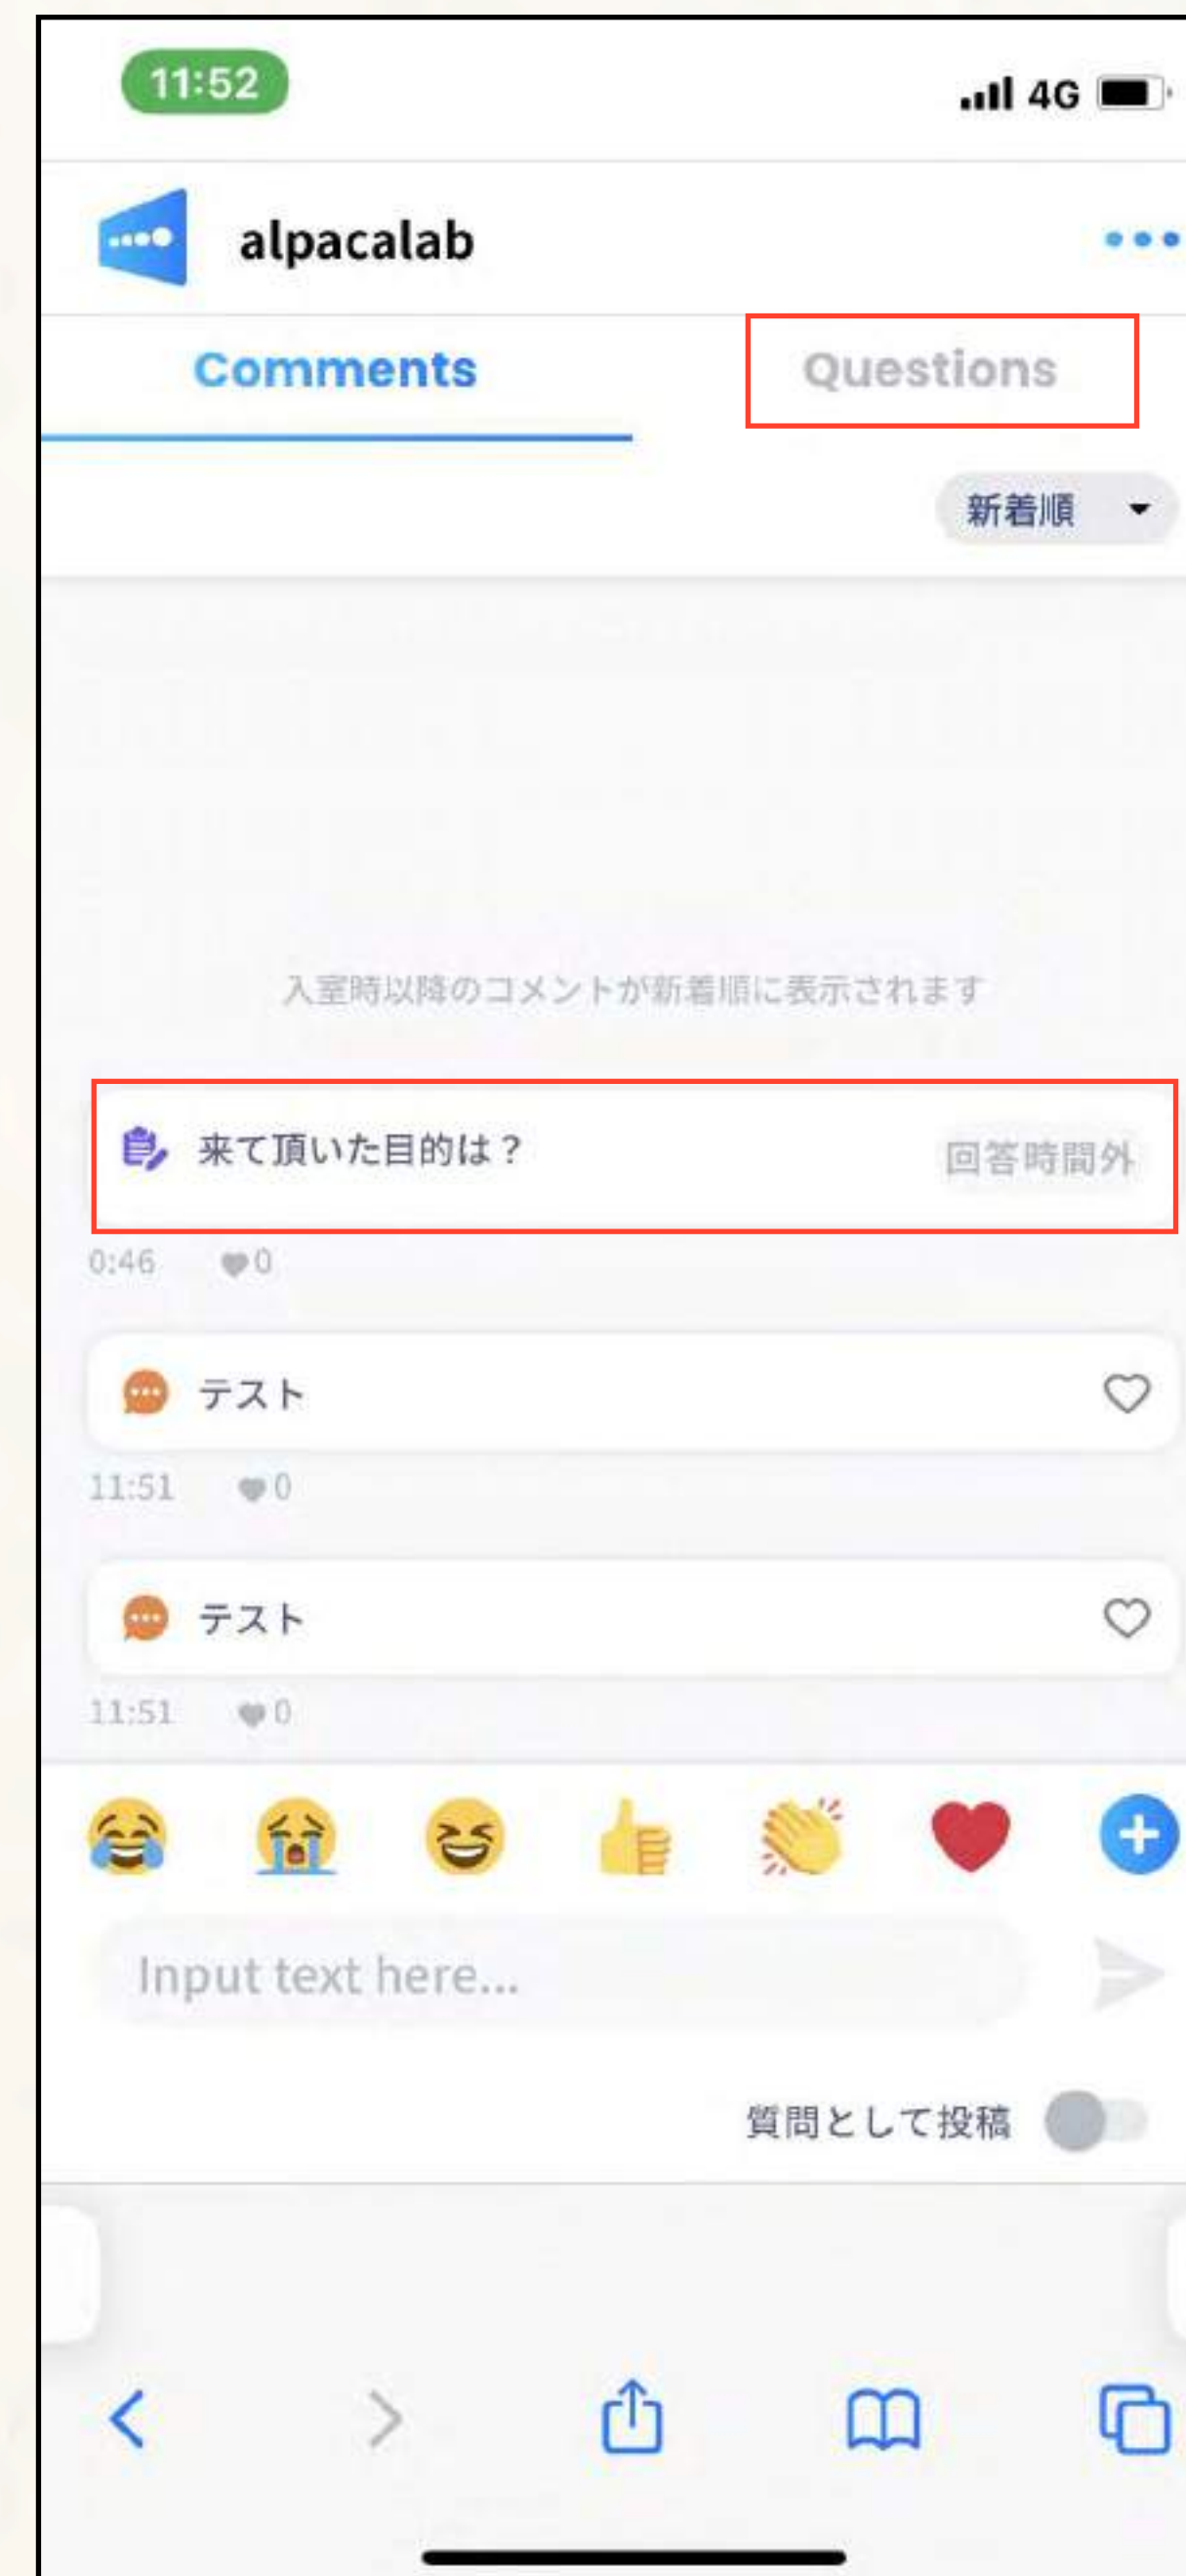 11:52
4G
alpacalab
Comments
Questions
新着順
入室時以降のコメントが新着順に表示されます
来て頂いた目的は？
回答時間外
0:46
0
テスト
11:51
0
テスト
11:51
0
Input text here...
質問として投稿